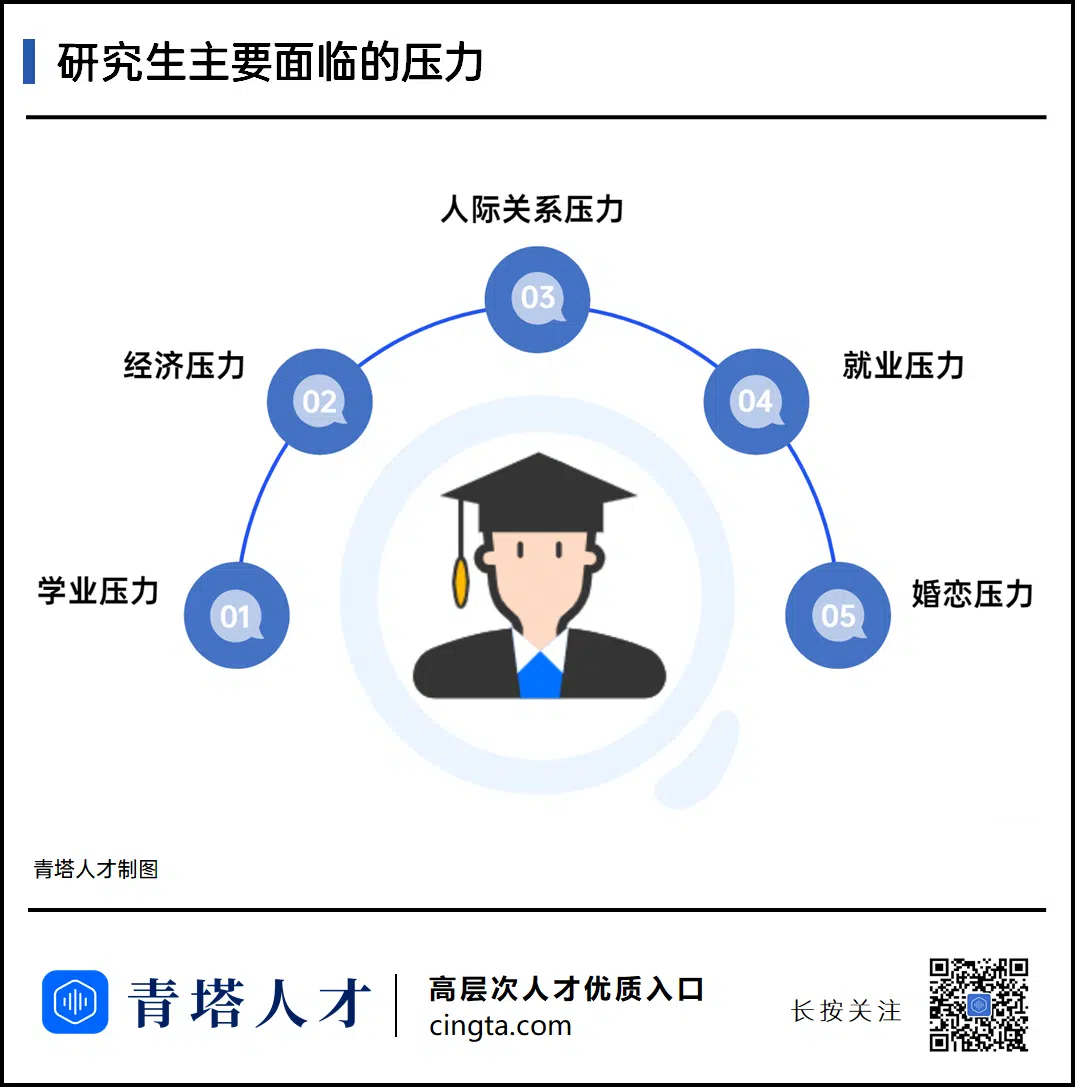 研究生主要面临的压力
人际关系压力
03
经济压力
02
就业压力
04
学业压力
01
婚恋压力
05
青塔人才制图
青塔人才
高层次人才优质入口
cingta.com
长按关注